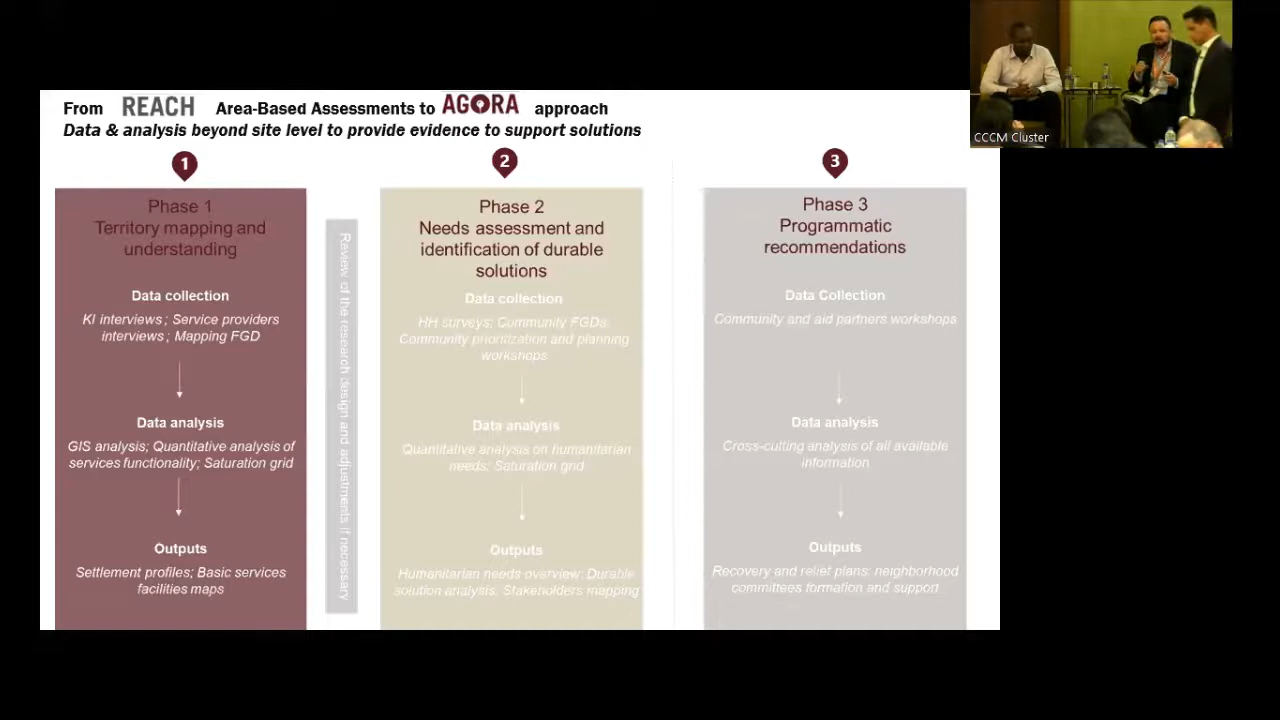 From REACH Area-Based Assessments to AGORA approach
Data & analysis beyond site level to provide evidence to support solutions
1
Phase 1
Territory mapping and
understanding
Data collection
KI interviews ; Service providers
interviews ; Mapping FGD
Data analysis
GIS analysis; Quantitative analysis of
services functionality; Saturation grid
Outputs
Settlement profiles; Basic services
facilities maps
Review of the research design and adjustments if necessary
2
Phase 2
Needs assessment and
identification of durable
solutions
Data collection
HH surveys; Community FGDs;
Community prioritization and planning
workshops
Data analysis
Quantitative analysis on humanitarian
needs; Saturation grid
Outputs
Humanitarian needs overview; Durable
solution analysis; Stakeholders mapping
3
Phase 3
Programmatic
recommendations
Data Collection
Community and aid partners workshops
Data analysis
Cross-cutting analysis of all available
information
Outputs
Recovery and relief plans; neighborhood
committees formation and support
CCCM Cluster